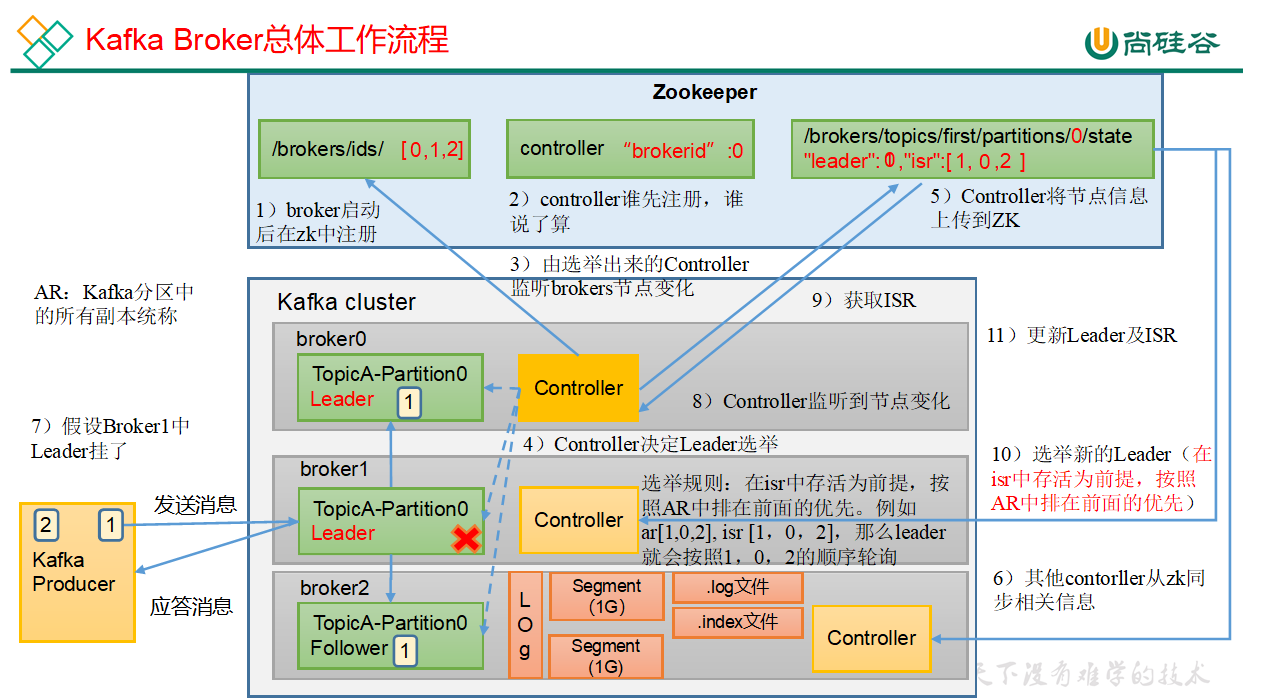 Kafka Broker总体工作流程
尚硅谷
Zookeeper
/brokers/ids/ [0,1,2]
controller “brokerid” :0
/brokers/topics/first/partitions/0/state
"leader": 0 ,"isr":[1, 0 ,2 ]
1）broker启动
后在zk中注册
2）controller谁先注册，谁
说了算
5）Controller将节点信息
上传到ZK
3）由选举出来的Controller
监听brokers节点变化
AR：Kafka分区中
的所有副本统称
Kafka cluster
9）获取ISR
broker0
TopicA-Partition0
Leader 1
Controller
11）更新Leader及ISR
8）Controller监听到节点变化
7）假设Broker1中
Leader挂了
4）Controller决定Leader选举
broker1
TopicA-Partition0
Leader
Controller
选举规则：在isr中存活为前提，按
照AR中排在前面的优先。例如
ar[1,0,2], isr [1，0，2]，那么leader
就会按照1，0，2的顺序轮询
10）选举新的Leader（在
isr中存活为前提，按照
AR中排在前面的优先）
发送消息
2 1
Kafka
Producer
应答消息
broker2
TopicA-Partition0
Follower 1
L
O
g
Segment
(1G)
Segment
(1G)
.log文件
.index文件
Controller
6）其他contorller从zk同
步相关信息
天下没有难学的技术